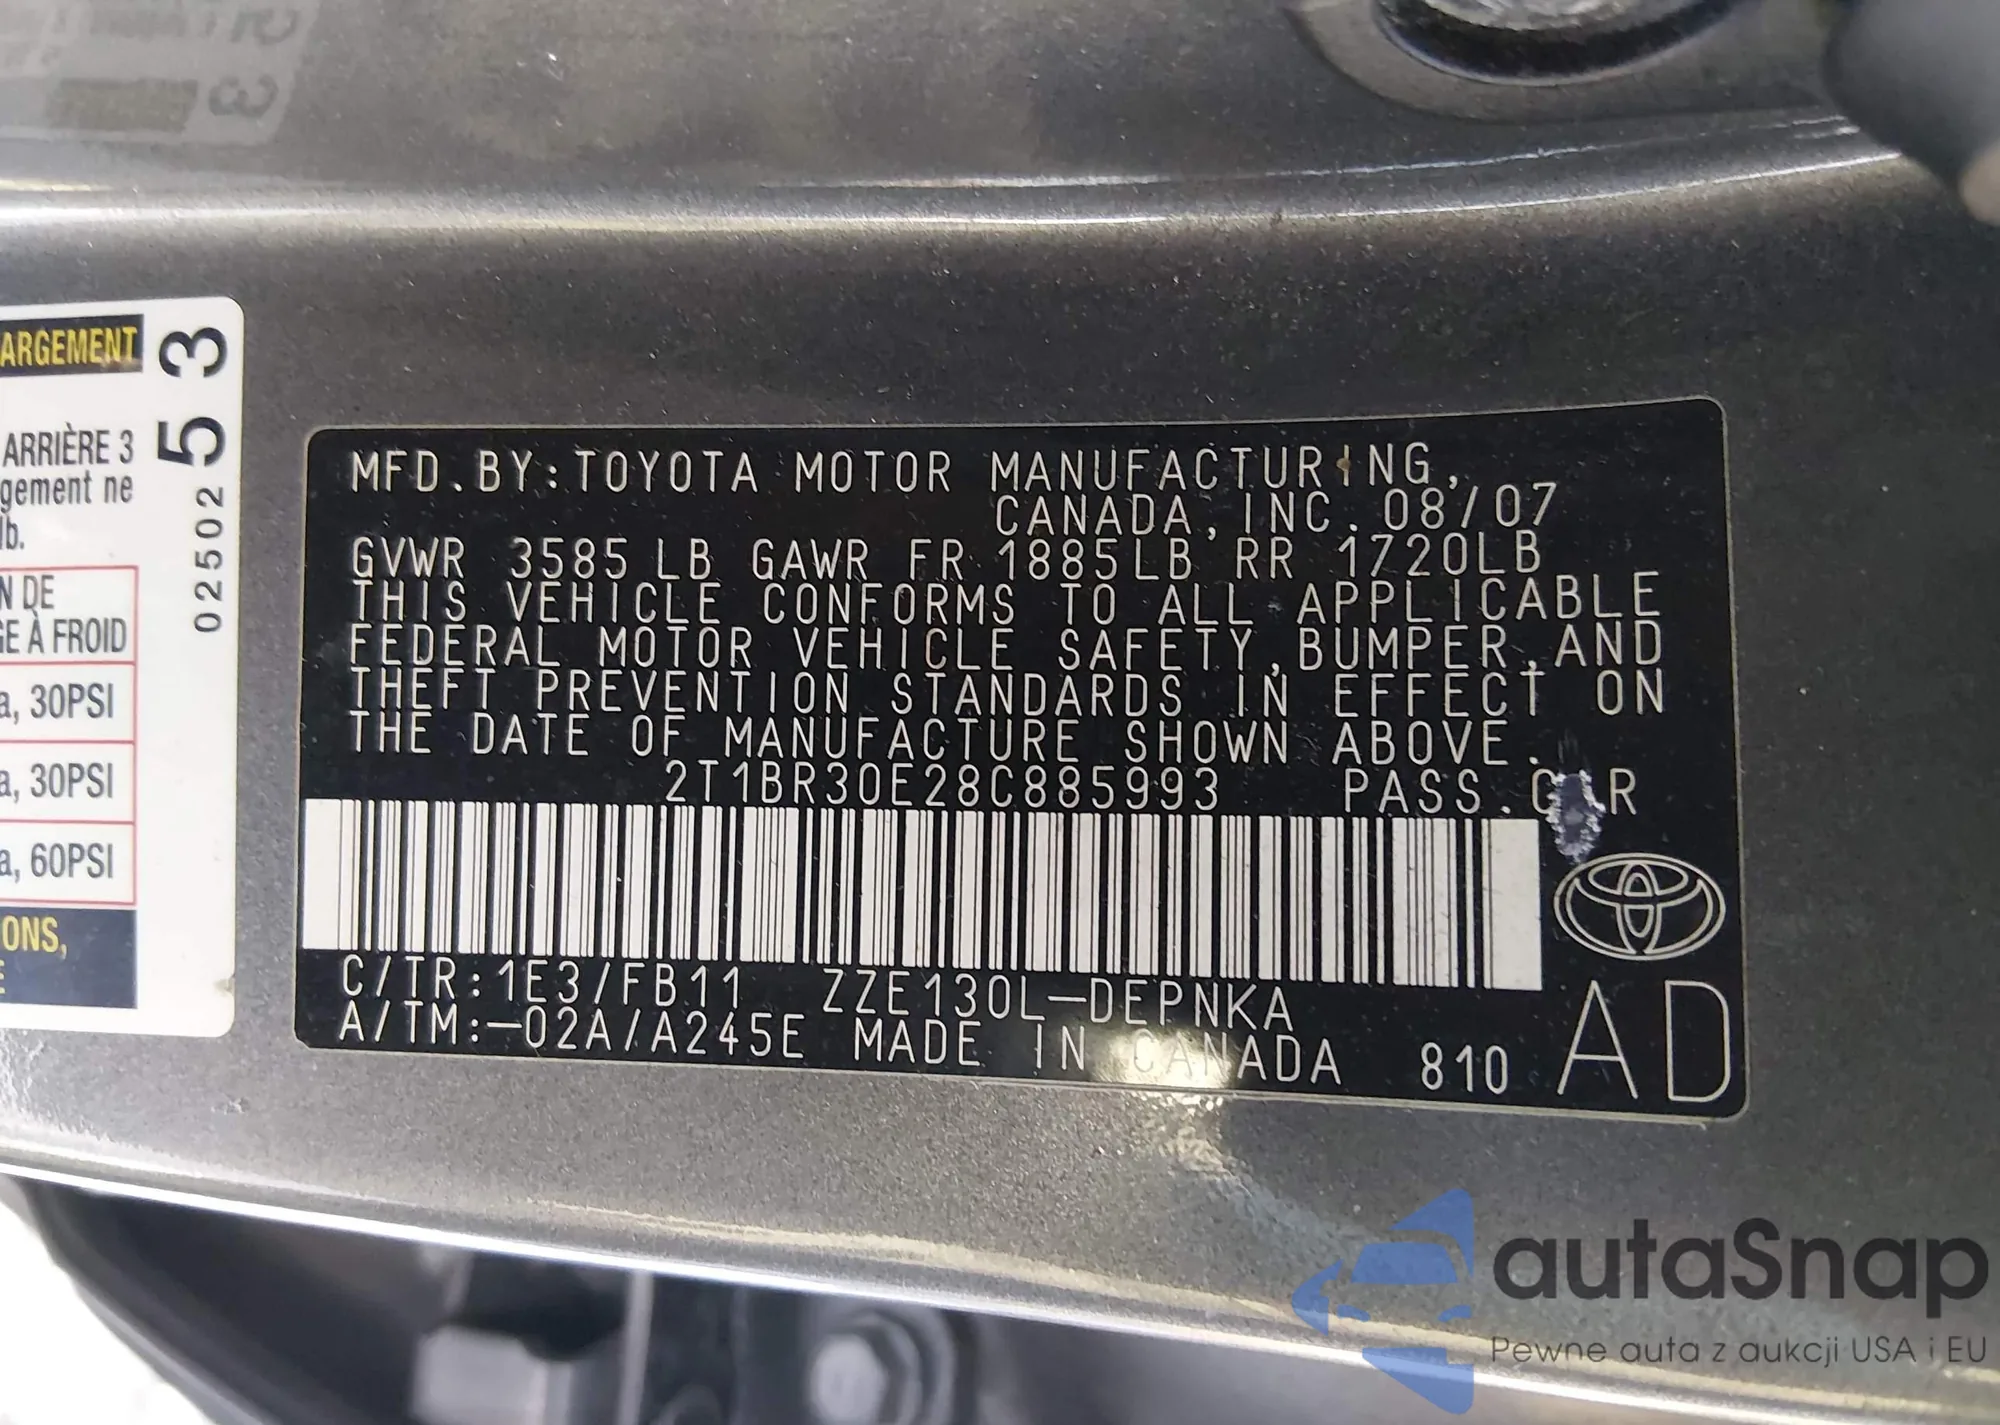 ARGEMENT
ARRIÈRE 3
gement ne
lb.
N DE
GE À FROID
a, 30PSI
a, 30PSI
a, 60PSI
ONS,
E
02502 53
MFD.BY:TOYOTA MOTOR MANUFACTURING,
CANADA, INC. 08/07
GVWR 3585 LB GAWR FR 1885LB RR 1720LB
THIS VEHICLE CONFORMS TO ALL APPLICABLE
FEDERAL MOTOR VEHICLE SAFETY,BUMPER,AND
THEFT PREVENTION STANDARDS IN EFFECT ON
THE DATE OF MANUFACTURE SHOWN ABOVE.
2T1BR30E28C885993 PASS.CAR
C/TR:1E3/FB11 ZZE130L-DEPNKA
A/TM:-02A/A245E MADE IN CANADA 810 AD
autaSnap
Pewne auta z aukcji USA i EU